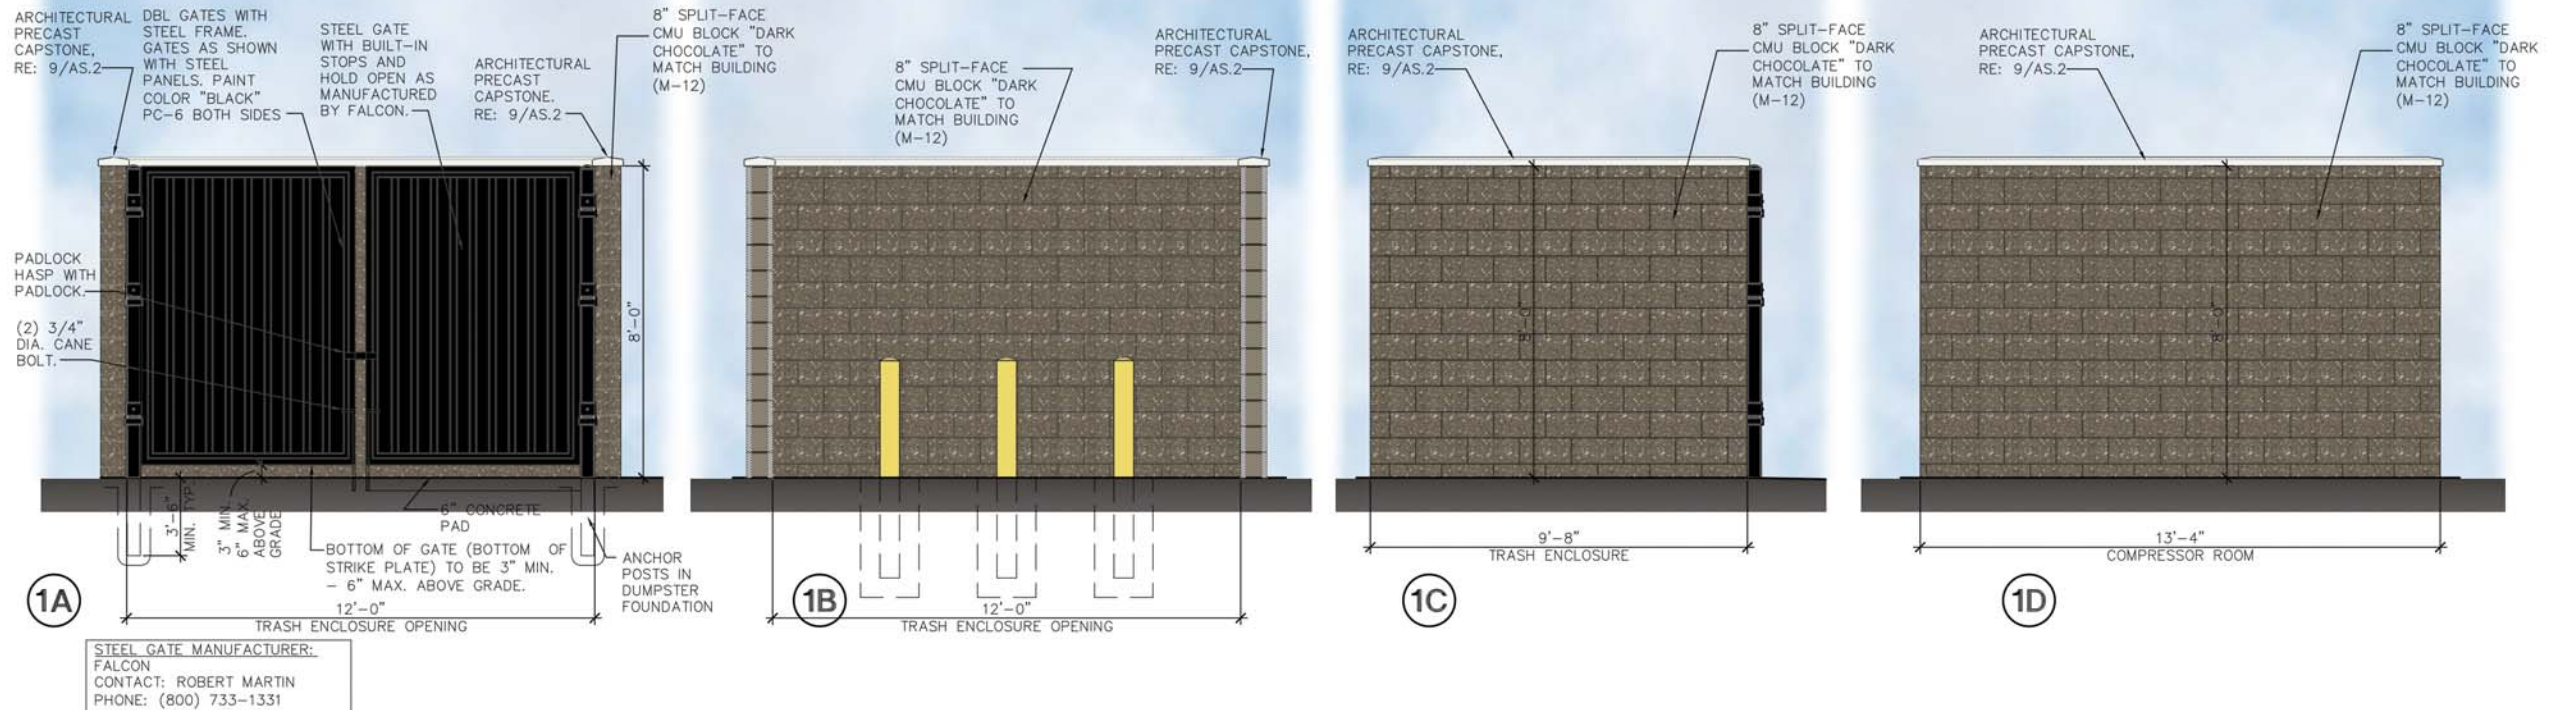 ARCHITECTURAL
PRECAST
CAPSTONE,
RE: 9/AS.2
DBL GATES WITH
STEEL FRAME.
GATES AS SHOWN
WITH STEEL
PANELS. PAINT
COLOR "BLACK"
PC-6 BOTH SIDES
STEEL GATE
WITH BUILT-IN
STOPS AND
HOLD OPEN AS
MANUFACTURED
BY FALCON.
ARCHITECTURAL
PRECAST
CAPSTONE.
RE: 9/AS.2
8" SPLIT-FACE
CMU BLOCK "DARK
CHOCOLATE" TO
MATCH BUILDING
(M-12)
PADLOCK
HASP WITH
PADLOCK.
(2) 3/4"
DIA. CANE
BOLT.
8'-0"
3'-6"
MIN. TYP.
3" MIN.
6" MAX.
ABOVE
GRADE
6" CONCRETE
PAD
BOTTOM OF GATE (BOTTOM OF
STRIKE PLATE) TO BE 3" MIN.
- 6" MAX. ABOVE GRADE.
ANCHOR
POSTS IN
DUMPSTER
FOUNDATION
1A
12'-0"
TRASH ENCLOSURE OPENING
STEEL GATE MANUFACTURER:
FALCON
CONTACT: ROBERT MARTIN
PHONE: (800) 733-1331
8" SPLIT-FACE
CMU BLOCK "DARK
CHOCOLATE" TO
MATCH BUILDING
(M-12)
ARCHITECTURAL
PRECAST CAPSTONE,
RE: 9/AS.2
1B
12'-0"
TRASH ENCLOSURE OPENING
ARCHITECTURAL
PRECAST CAPSTONE,
RE: 9/AS.2
8" SPLIT-FACE
CMU BLOCK "DARK
CHOCOLATE" TO
MATCH BUILDING
(M-12)
8'-0"
9'-8"
TRASH ENCLOSURE
1C
ARCHITECTURAL
PRECAST CAPSTONE,
RE: 9/AS.2
8" SPLIT-FACE
CMU BLOCK "DARK
CHOCOLATE" TO
MATCH BUILDING
(M-12)
8'-0"
13'-4"
COMPRESSOR ROOM
1D